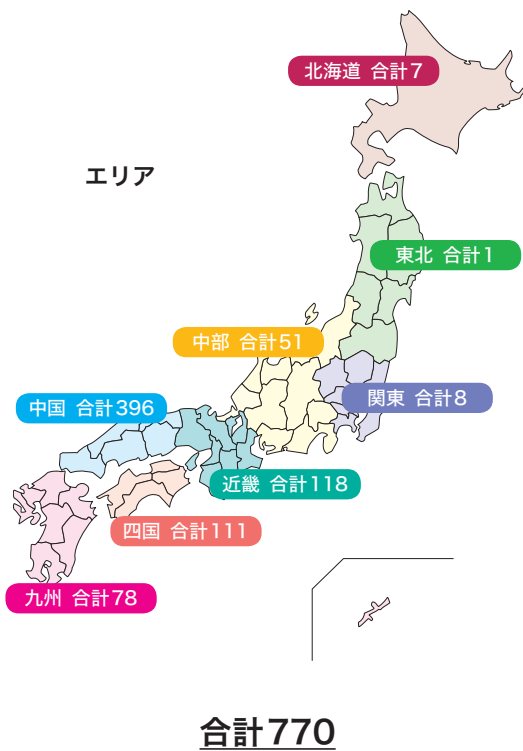 北海道 合計7
エリア
東北 合計1
中部 合計51
関東 合計8
中国 合計396
近畿 合計118
四国 合計111
九州 合計78
合計770